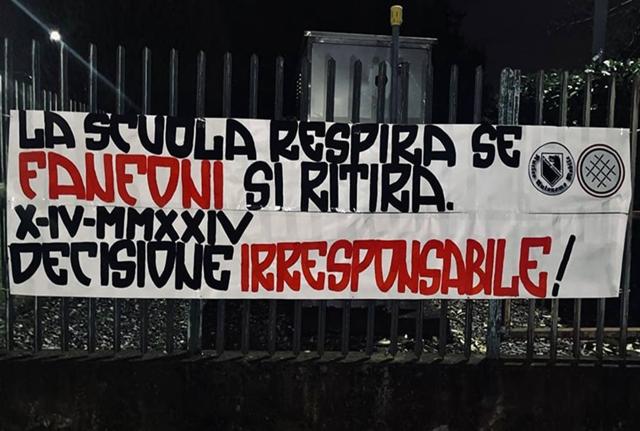 LA SCUOLA RESPIRA SE
FANFONI SI RITIRA.
X-IV-MMXXIV
DECISIONE IRRESPONSABILE!